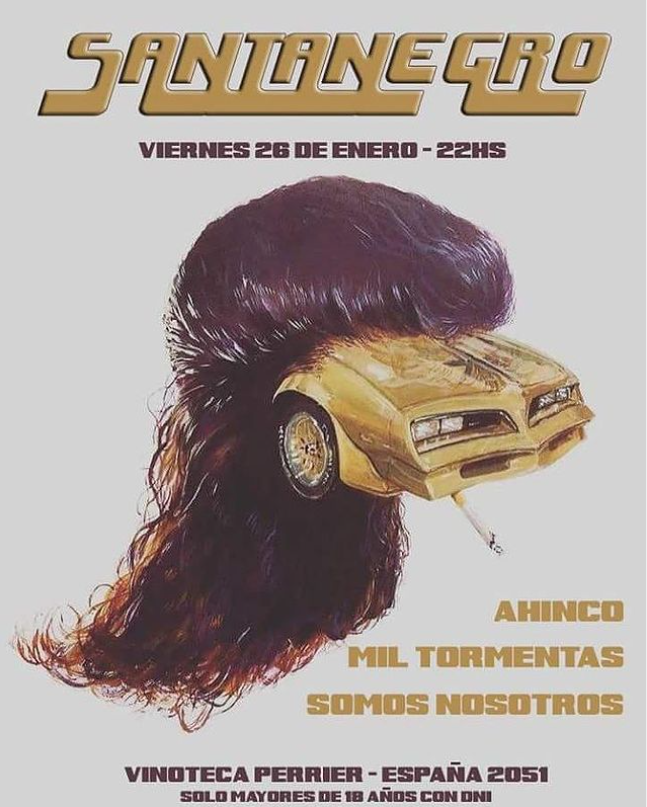 SANTANEGRO
VIERNES 26 DE ENERO - 22HS
AHINCO
MIL TORMENTAS
SOMOS NOSOTROS
VINOTECA PERRIER - ESPAÑA 2051
SOLO MAYORES DE 18 AÑOS CON DNI